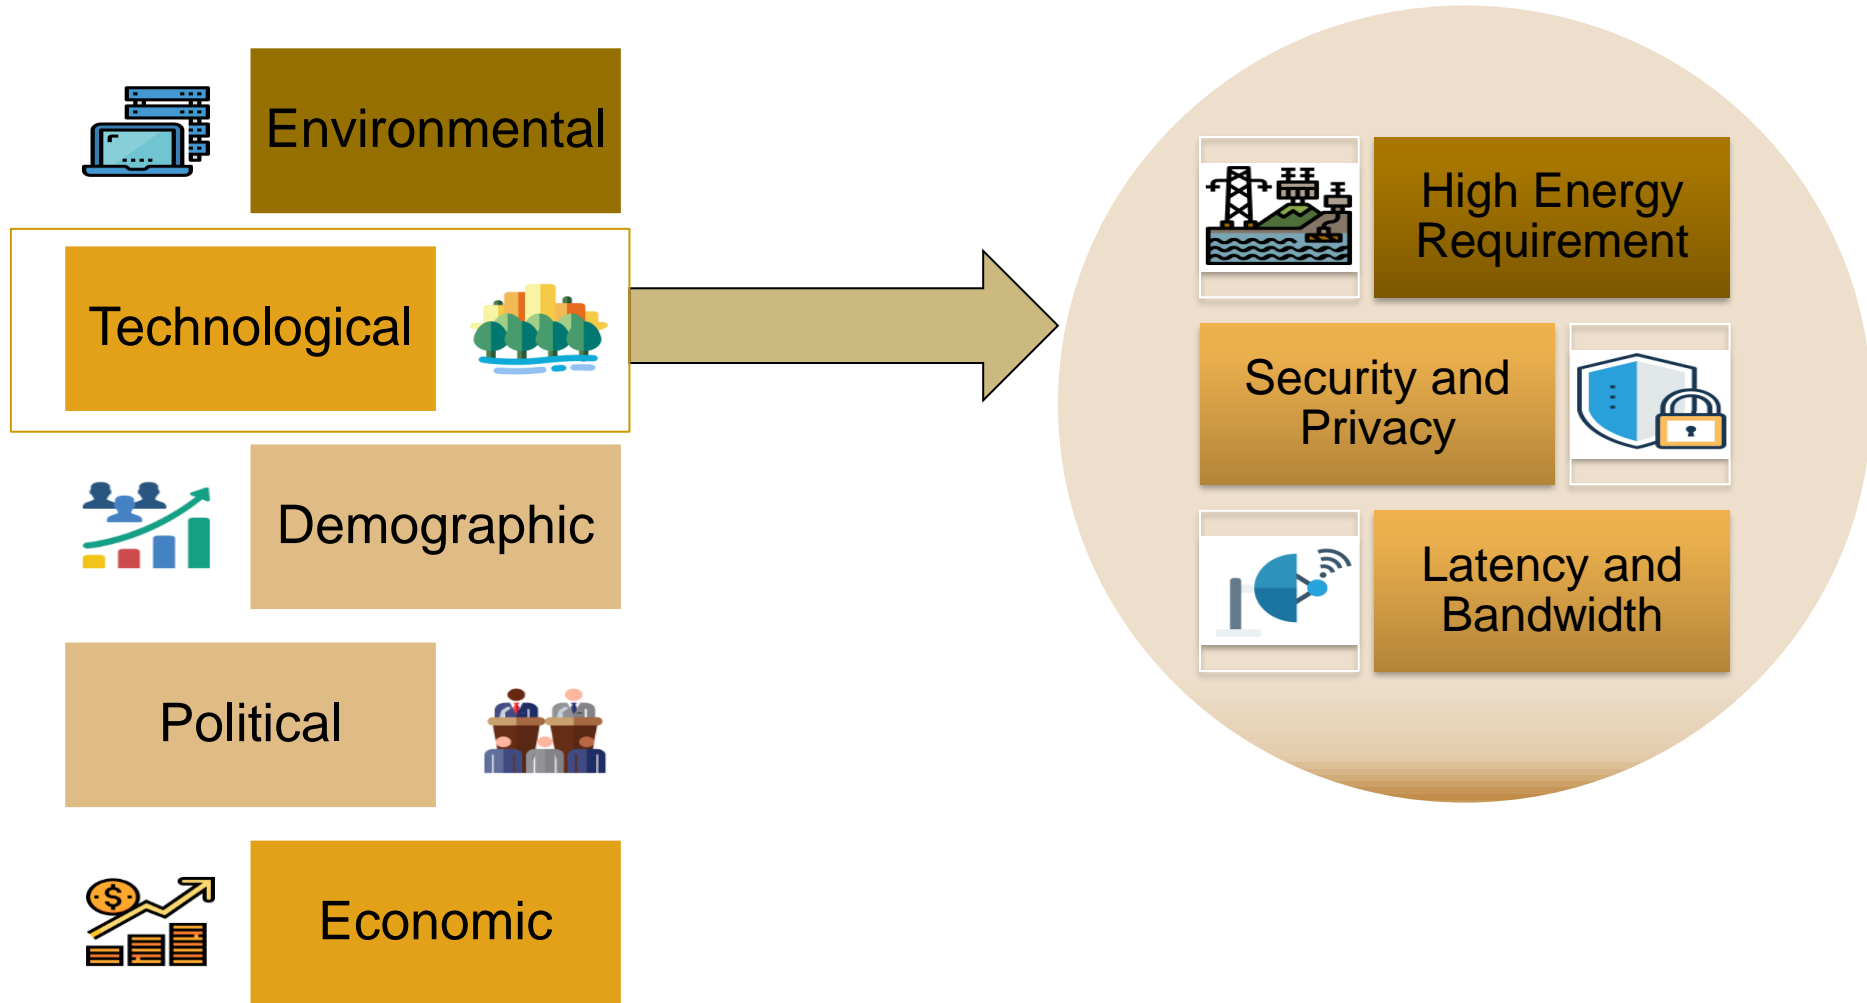 Environmental
Technological
Demographic
Political
Economic
High Energy
Requirement
Security and
Privacy
Latency and
Bandwidth